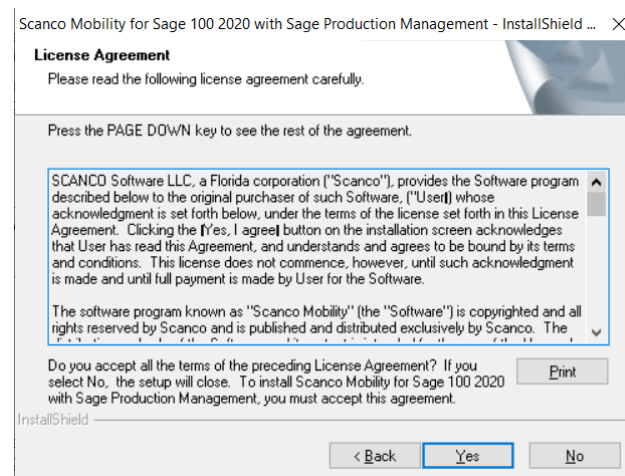 Scanco Mobility for Sage 100 2020 with Sage Production Management - InstallShield ...
License Agreement
Please read the following license agreement carefully.
Press the PAGE DOWN key to see the rest of the agreement.
SCANCO Software LLC, a Florida corporation ("Scanco"), provides the Software program
described below to the original purchaser of such Software, ("User|) whose
acknowledgment is set forth below, under the terms of the license set forth in this License
Agreement. Clicking the |Yes, I agree| button on the installation screen acknowledges
that User has read this Agreement, and understands and agrees to be bound by its terms
and conditions. This license does not commence, however, until such acknowledgment
is made and until full payment is made by User for the Software.
The software program known as "Scanco Mobility" (the "Software") is copyrighted and all
rights reserved by Scanco and is published and distributed exclusively by Scanco. The
Do you accept all the terms of the preceding License Agreement? If you
select No, the setup will close. To install Scanco Mobility for Sage 100 2020
with Sage Production Management, you must accept this agreement.
Print
InstallShield
< Back
Yes
No